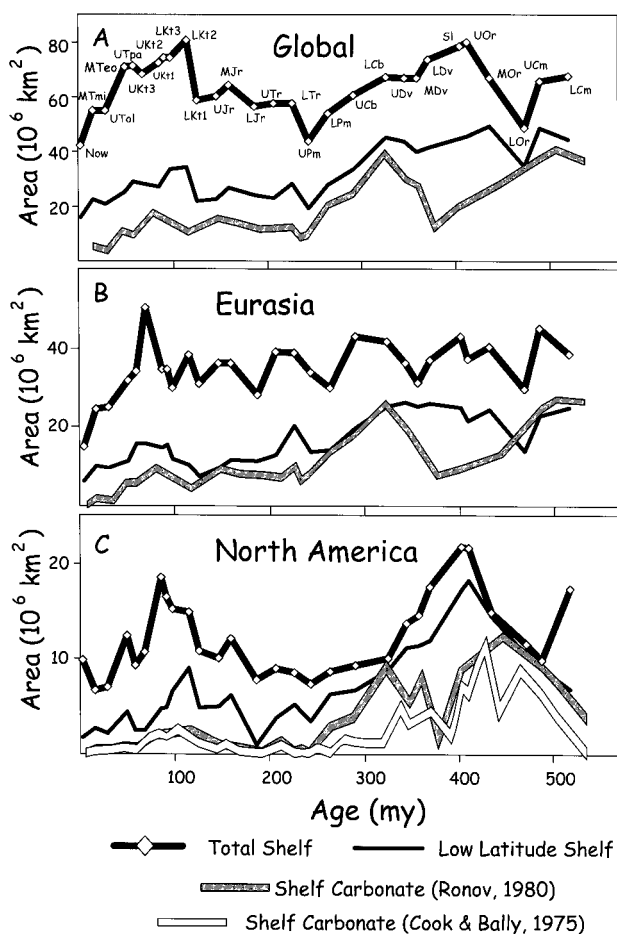 A
Global
80
60
40
20
Area (10⁶ km²)
Now
MTmi
UTol
MTeo
UTpa
UKt3
UKt2
UKt1
LKt3
LKt2
LKt1
UJr
MJr
LJr
UTr
LTr
UPm
LPm
UCb
LCb
UDv
MDv
LDv
Sl
UOr
MOr
LOr
UCm
LCm
B
Eurasia
40
20
Area (10⁶ km²)
C
North America
20
10
Area (10⁶ km²)
100 200 300 400 500
Age (my)
Total Shelf
Low Latitude Shelf
Shelf Carbonate (Ronov, 1980)
Shelf Carbonate (Cook & Bally, 1975)